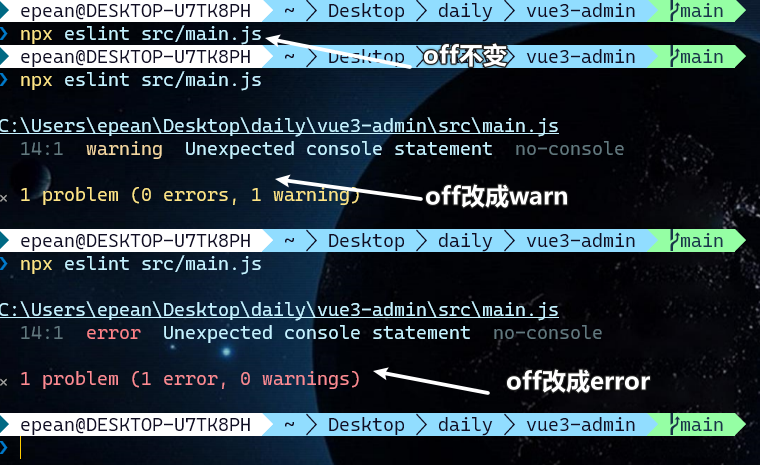 epean@DESKTOP-U7TK8PH ~ Desktop daily vue3-admin main
❯ npx eslint src/main.js
off不变
epean@DESKTOP-U7TK8PH ~ Desktop daily vue3-admin main
❯ npx eslint src/main.js
C:\Users\epean\Desktop\daily\vue3-admin\src\main.js
14:1 warning Unexpected console statement no-console
× 1 problem (0 errors, 1 warning)
off改成warn
epean@DESKTOP-U7TK8PH ~ Desktop daily vue3-admin main
❯ npx eslint src/main.js
C:\Users\epean\Desktop\daily\vue3-admin\src\main.js
14:1 error Unexpected console statement no-console
× 1 problem (1 error, 0 warnings)
off改成error
epean@DESKTOP-U7TK8PH ~ Desktop daily vue3-admin main
❯